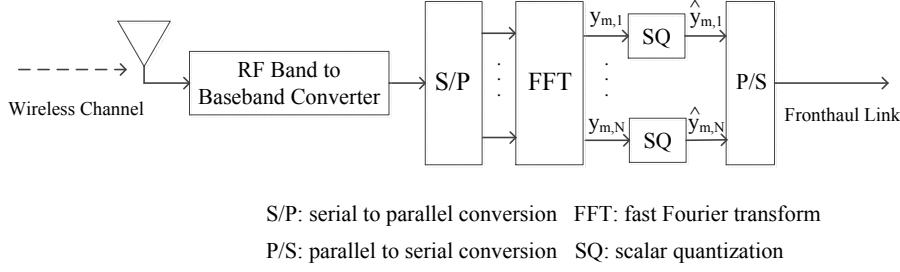 y_{m,1} ŷ_{m,1}
SQ
RF Band to
Baseband Converter
S/P
FFT
P/S
Wireless Channel
Fronthaul Link
y_{m,N} ŷ_{m,N}
SQ
S/P: serial to parallel conversion FFT: fast Fourier transform
P/S: parallel to serial conversion SQ: scalar quantization